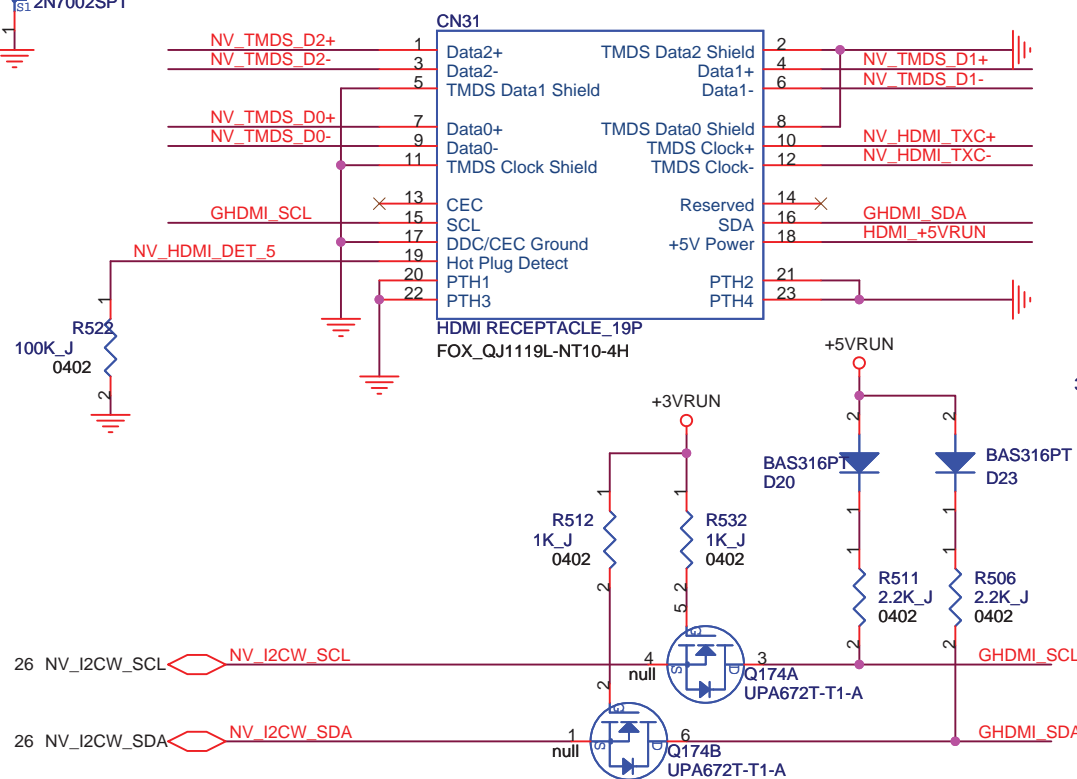 S1 2N7002SPT
1
CN31
NV_TMDS_D2+ 1 Data2+ TMDS Data2 Shield 2
NV_TMDS_D2- 3 Data2- Data1+ 4 NV_TMDS_D1+
5 TMDS Data1 Shield Data1- 6 NV_TMDS_D1-
NV_TMDS_D0+ 7 Data0+ TMDS Data0 Shield 8
NV_TMDS_D0- 9 Data0- TMDS Clock+ 10 NV_HDMI_TXC+
11 TMDS Clock Shield TMDS Clock- 12 NV_HDMI_TXC-
13 CEC Reserved 14
GHDMI_SCL 15 SCL SDA 16 GHDMI_SDA
17 DDC/CEC Ground +5V Power 18 HDMI_+5VRUN
NV_HDMI_DET_5 19 Hot Plug Detect
20 PTH1 PTH2 21
22 PTH3 PTH4 23
HDMI RECEPTACLE_19P
FOX_QJ1119L-NT10-4H
1
R522
100K_J
0402
2
+5VRUN
+3VRUN
2 2
BAS316PT
D20
BAS316PT
D23
1 1
1 1
R512
1K_J
0402
2
1
R532
1K_J
0402
2
1
R511
2.2K_J
0402
2
1
R506
2.2K_J
0402
2
5
G
26 NV_I2CW_SCL NV_I2CW_SCL 4 S D 3 GHDMI_SCL
null
Q174A
UPA672T-T1-A
2
G
26 NV_I2CW_SDA NV_I2CW_SDA 1 S D 6 GHDMI_SDA
null
Q174B
UPA672T-T1-A